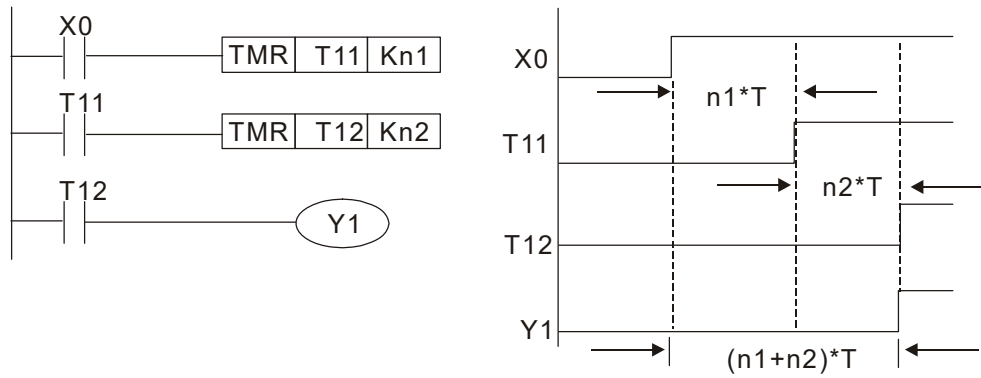 X0
TMR T11 Kn1
T11
TMR T12 Kn2
T12
Y1
X0
n1*T
T11
n2*T
T12
Y1
(n1+n2)*T